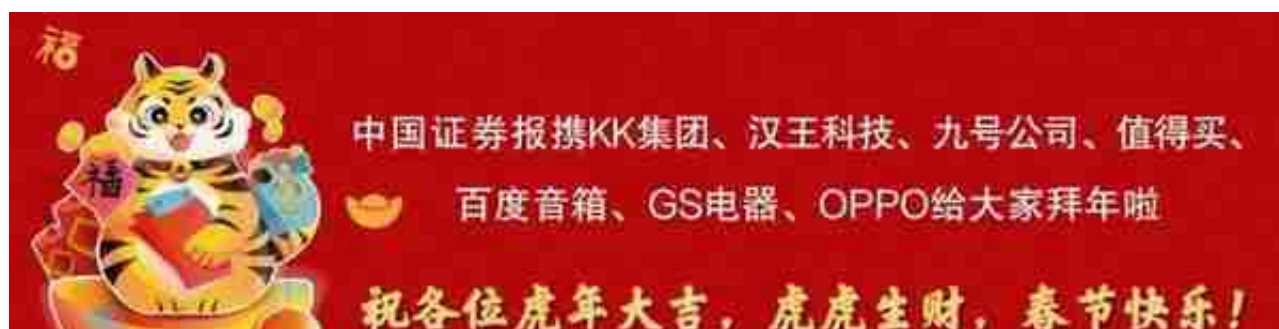 福
福
中国证券报携KK集团、汉王科技、九号公司、值得买、
百度音箱、GS电器、OPPO给大家拜年啦
祝各位虎年大吉，虎虎生财，春节快乐！